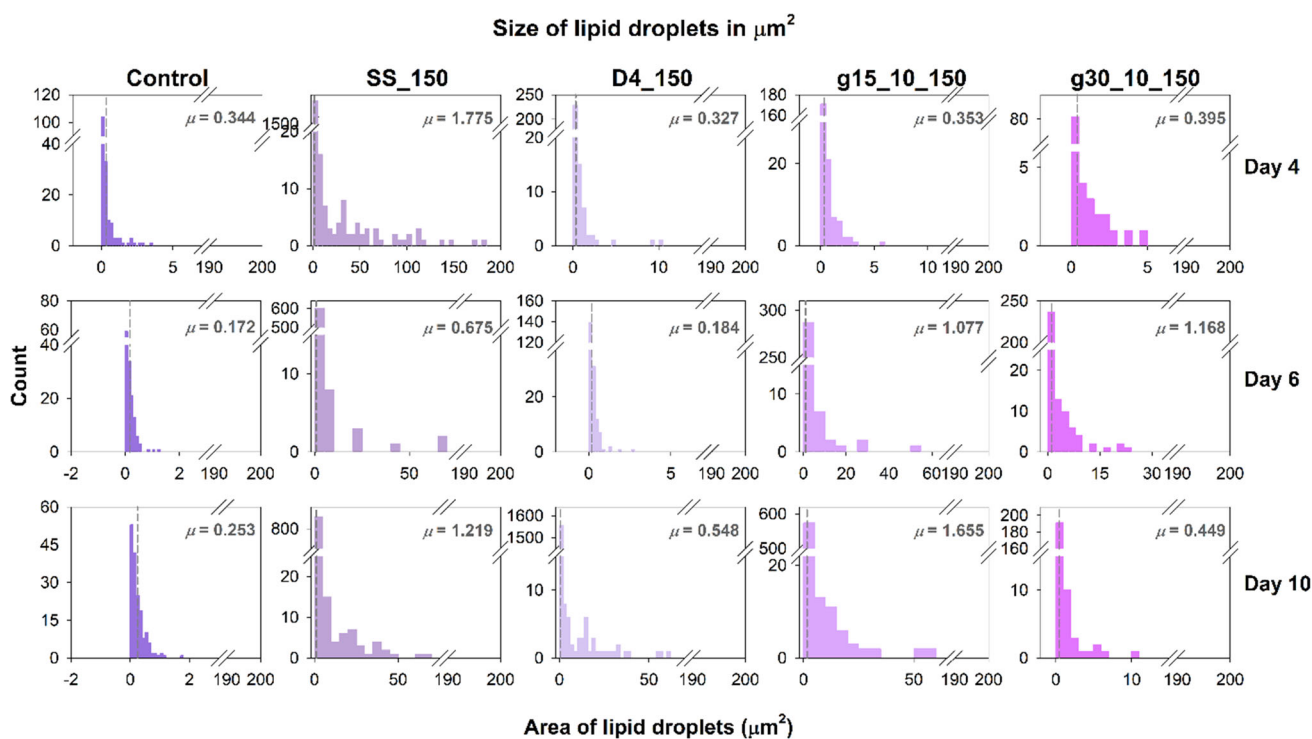 Size of lipid droplets in μm²
Control SS_150 D4_150 g15_10_150 g30_10_150
μ = 0.344 μ = 1.775 μ = 0.327 μ = 0.353 μ = 0.395
120 100 80 40 20 0
1500 20 10 0
250 200 20 10 0
180 160 20 0
80 5 0
Day 4
0 5 190 200
0 50 100 150 200
0 10 190 200
0 5 10 190 200
0 5 190 200
μ = 0.172 μ = 0.675 μ = 0.184 μ = 1.077 μ = 1.168
80 60 40 20 0
600 500 10 0
160 140 120 20 0
300 250 10 0
250 200 20 10 0
Count
Day 6
-2 0 2 190 200
0 50 200
0 5 190 200
0 20 40 60 190 200
0 15 30 190 200
μ = 0.253 μ = 1.219 μ = 0.548 μ = 1.655 μ = 0.449
60 45 30 15 0
800 20 10 0
1600 1500 10 0
600 500 20 0
200 180 160 10 0
Day 10
-2 0 2 190 200
0 50 200
0 50 200
0 50 200
0 10 190 200
Area of lipid droplets (μm²)